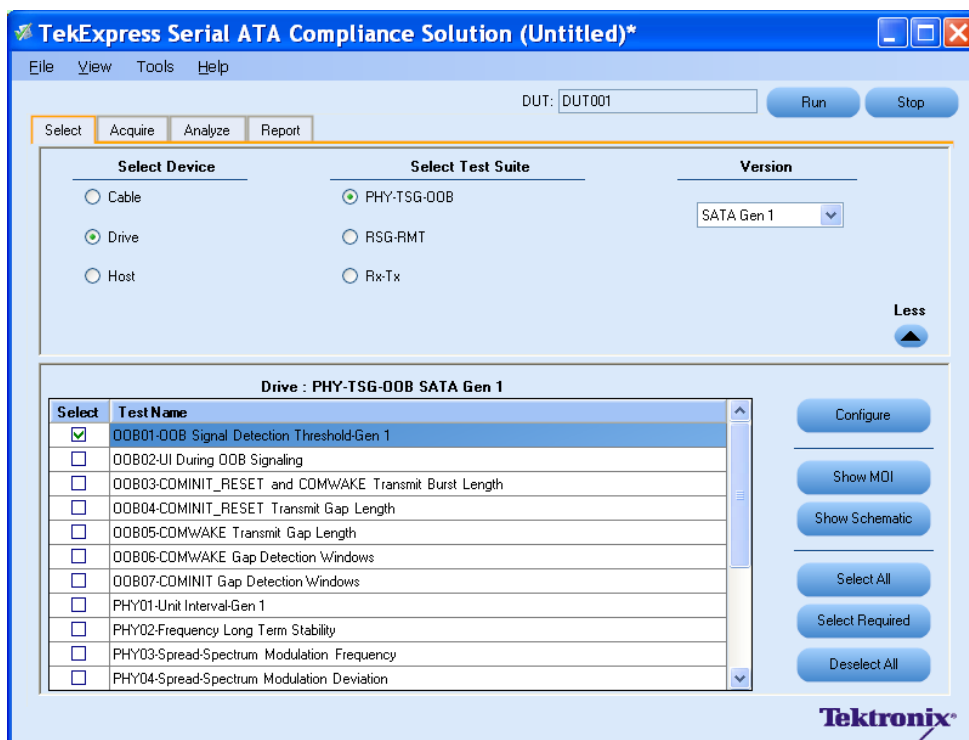 TekExpress Serial ATA Compliance Solution (Untitled)*
File View Tools Help
DUT: DUT001 Run Stop
Select Acquire Analyze Report
Select Device Select Test Suite Version
Cable PHY-TSG-OOB SATA Gen 1
Drive RSG-RMT
Host Rx-Tx
Less
Drive : PHY-TSG-OOB SATA Gen 1
Select Test Name
OOB01-OOB Signal Detection Threshold-Gen 1
OOB02-UI During OOB Signaling
OOB03-COMINIT_RESET and COMWAKE Transmit Burst Length
OOB04-COMINIT_RESET Transmit Gap Length
OOB05-COMWAKE Transmit Gap Length
OOB06-COMWAKE Gap Detection Windows
OOB07-COMINIT Gap Detection Windows
PHY01-Unit Interval-Gen 1
PHY02-Frequency Long Term Stability
PHY03-Spread-Spectrum Modulation Frequency
PHY04-Spread-Spectrum Modulation Deviation
Configure
Show MOI
Show Schematic
Select All
Select Required
Deselect All
Tektronix®